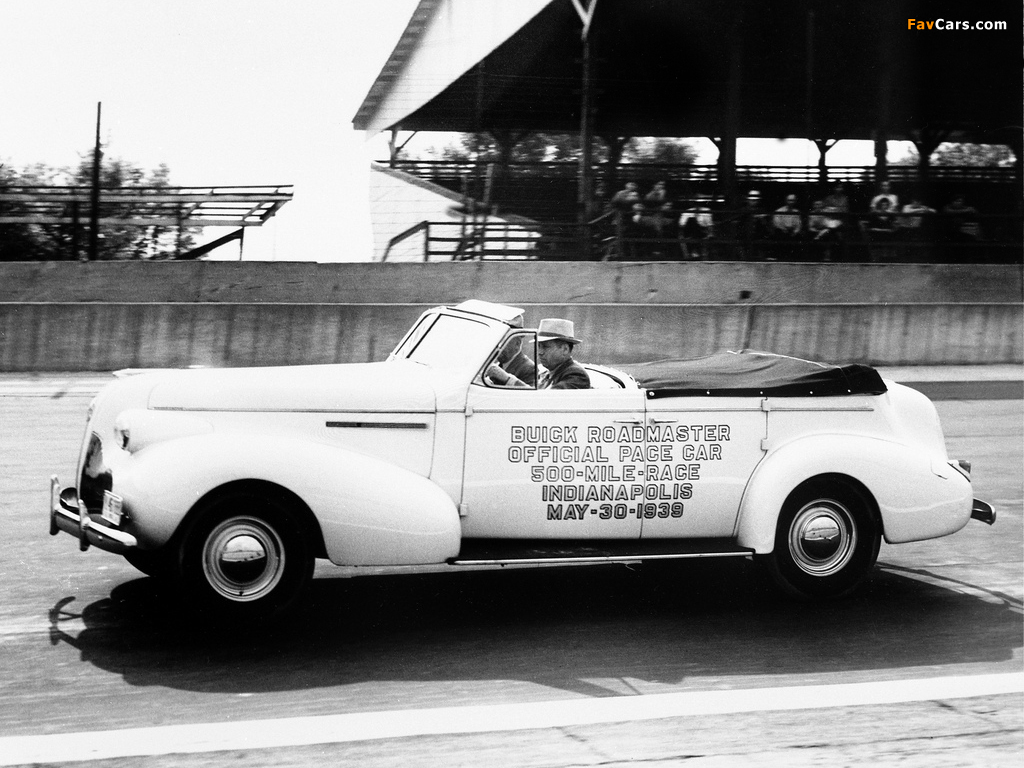 FavCars.com
BUICK ROADMASTER
OFFICIAL PACE CAR
500-MILE-RACE
INDIANAPOLIS
MAY-30-1939